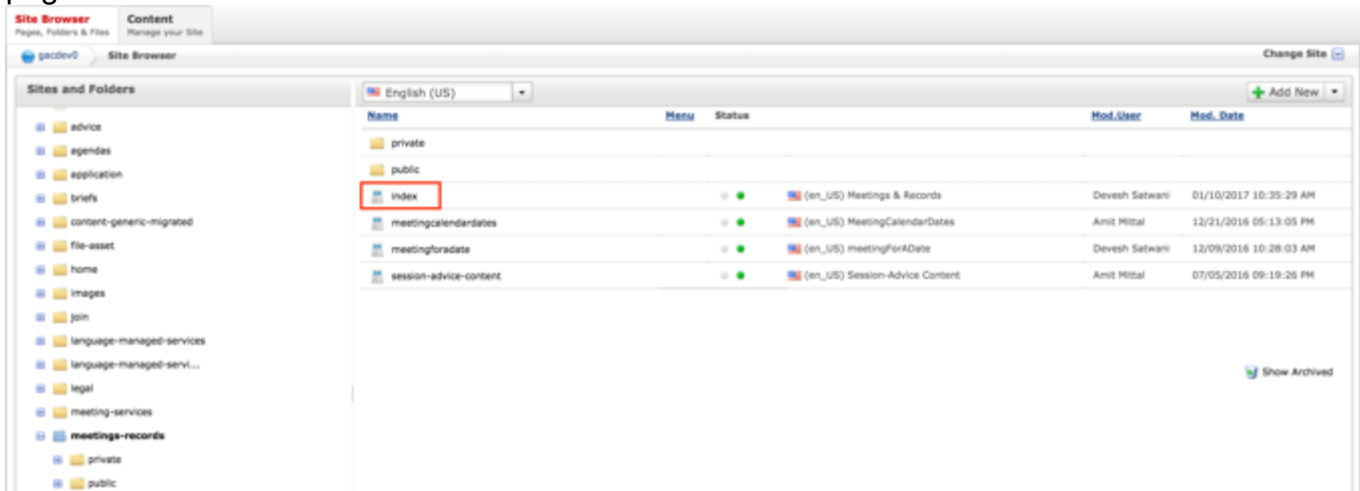 Site Browser
Pages, Folders & Files
Content
Manage your Site
gacdev0
Site Browser
Change Site
Sites and Folders
English (US)
Add New
advice
agendas
application
briefs
content-generic-migrated
file-asset
home
images
join
language-managed-services
language-managed-servi...
legal
meeting-services
meetings-records
private
public
Name Menu Status Mod.User Mod. Date
private
public
index (en_US) Meetings & Records Devesh Satwani 01/10/2017 10:35:29 AM
meetingcalendardates (en_US) MeetingCalendarDates Amit Mittal 12/21/2016 05:13:05 PM
meetingforadate (en_US) meetingForADate Devesh Satwani 12/09/2016 10:28:03 AM
session-advice-content (en_US) Session-Advice Content Amit Mittal 07/05/2016 09:19:26 PM
Show Archived